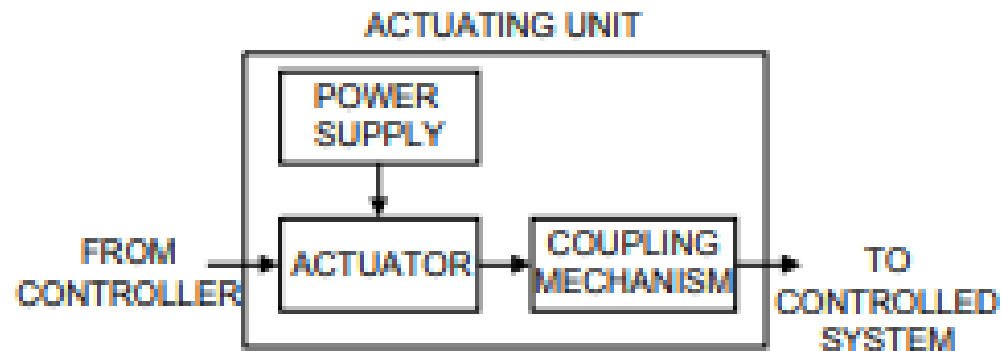 ACTUATING UNIT
POWER
SUPPLY
FROM
CONTROLLER
ACTUATOR
COUPLING
MECHANISM
TO
CONTROLLED
SYSTEM